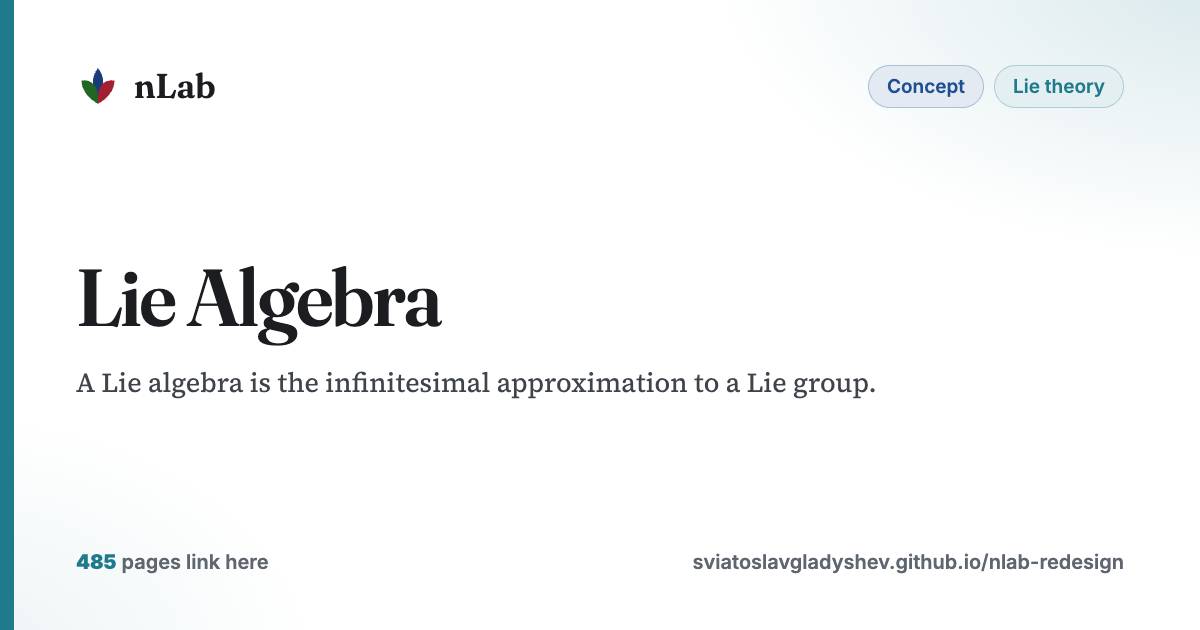 nLab
Concept
Lie theory
Lie Algebra
A Lie algebra is the infinitesimal approximation to a Lie group.
485 pages link here
sviatoslavgladyshev.github.io/nlab-redesign